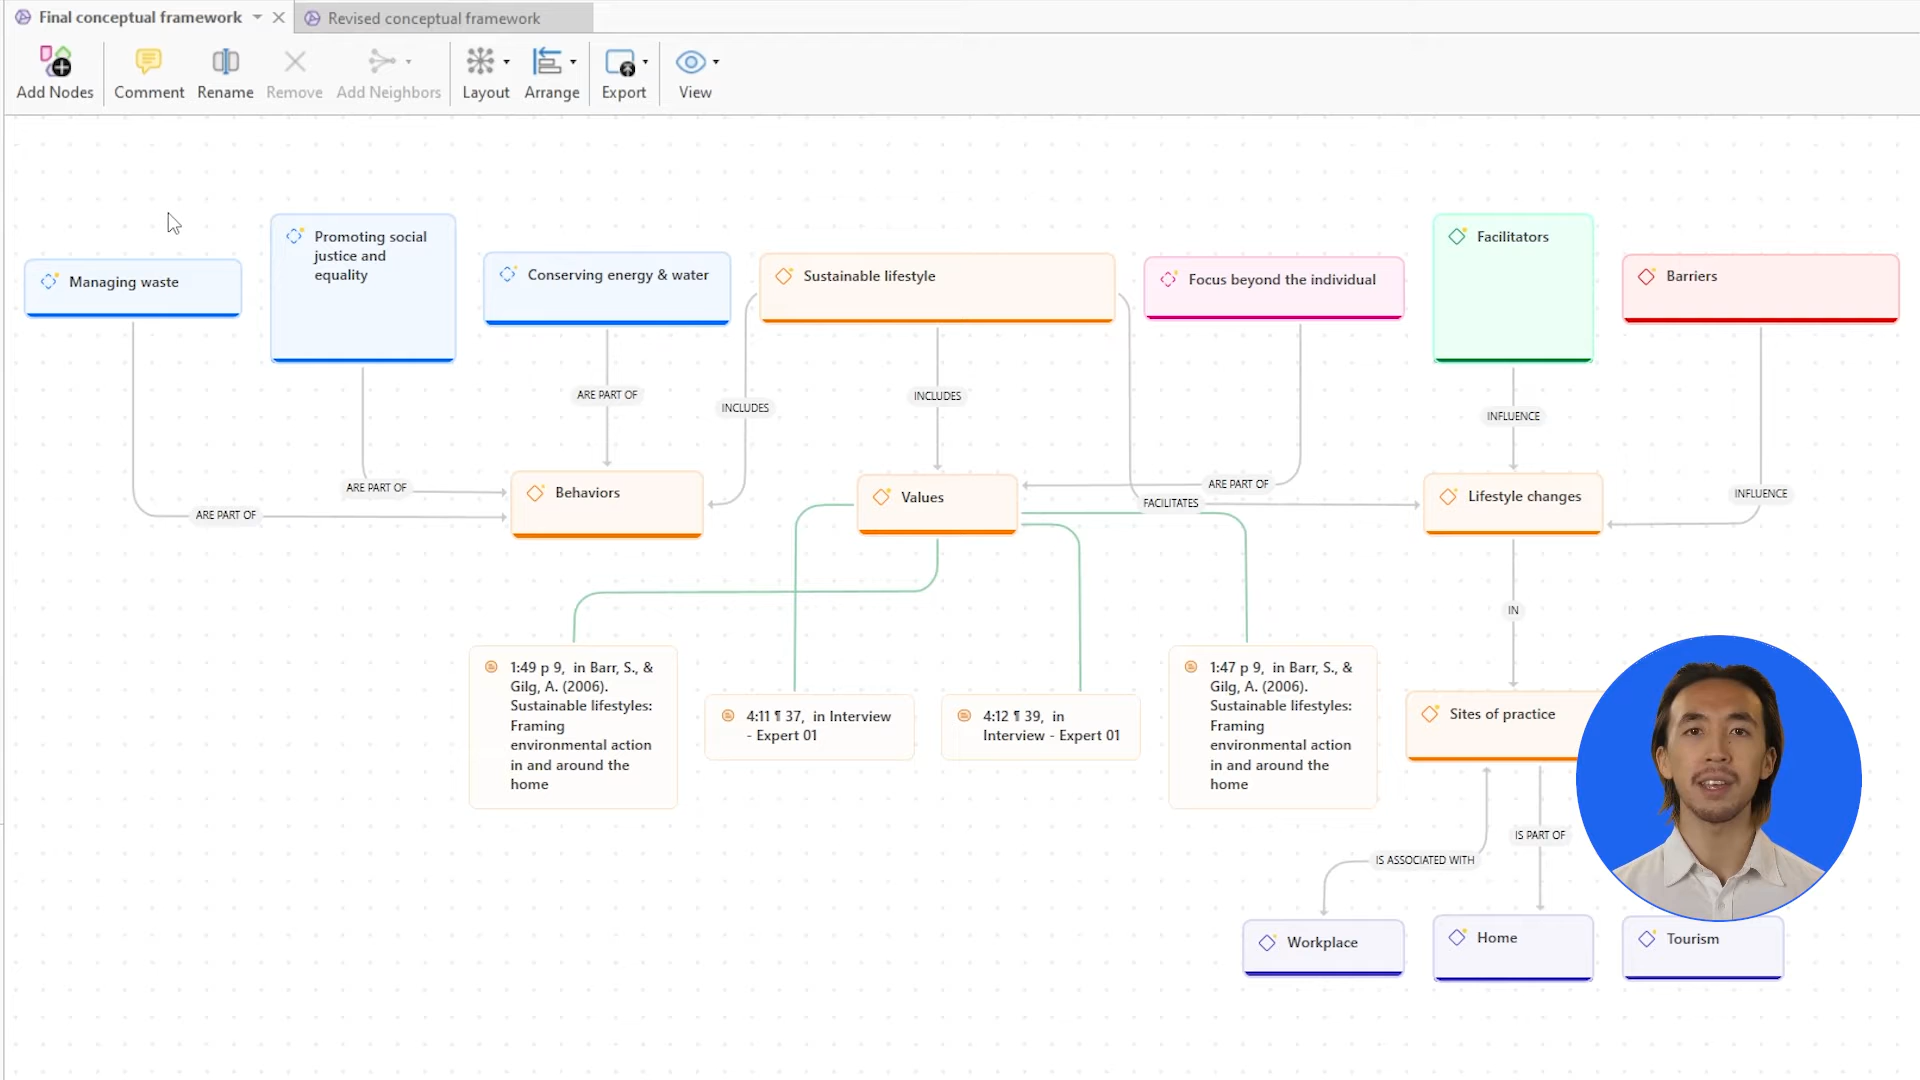 Final conceptual framework
Revised conceptual framework
Add Nodes
Comment
Rename
Remove
Add Neighbors
Layout
Arrange
Export
View
Managing waste
Promoting social
justice and
equality
Conserving energy & water
Sustainable lifestyle
Focus beyond the individual
Facilitators
Barriers
ARE PART OF
INCLUDES
INCLUDES
INFLUENCE
ARE PART OF
ARE PART OF
ARE PART OF
FACILITATES
INFLUENCE
Behaviors
Values
Lifestyle changes
IN
1:49 p 9, in Barr, S., &
Gilg, A. (2006).
Sustainable lifestyles:
Framing
environmental action
in and around the
home
4:11 ¶ 37, in Interview
- Expert 01
4:12 ¶ 39, in
Interview - Expert 01
1:47 p 9, in Barr, S., &
Gilg, A. (2006).
Sustainable lifestyles:
Framing
environmental action
in and around the
home
Sites of practice
IS PART OF
IS ASSOCIATED WITH
Workplace
Home
Tourism